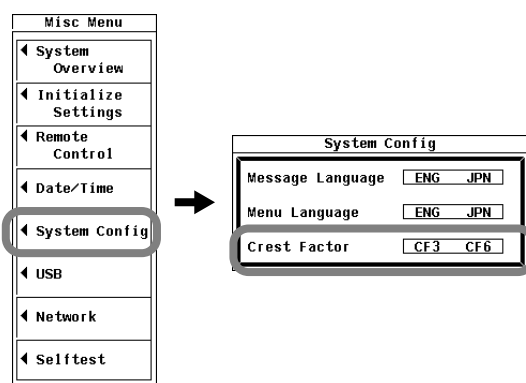 Misc Menu
System
Overview
Initialize
Settings
Remote
Control
Date/Time
System Config
USB
Network
Selftest
System Config
Message Language ENG JPN
Menu Language ENG JPN
Crest Factor CF3 CF6